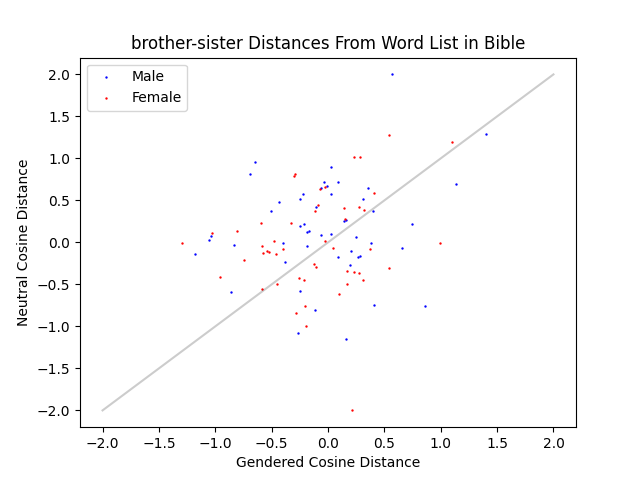 brother-sister Distances From Word List in Bible
Male
Female
Neutral Cosine Distance
2.0
1.5
1.0
0.5
0.0
−0.5
−1.0
−1.5
−2.0
−2.0 −1.5 −1.0 −0.5 0.0 0.5 1.0 1.5 2.0
Gendered Cosine Distance